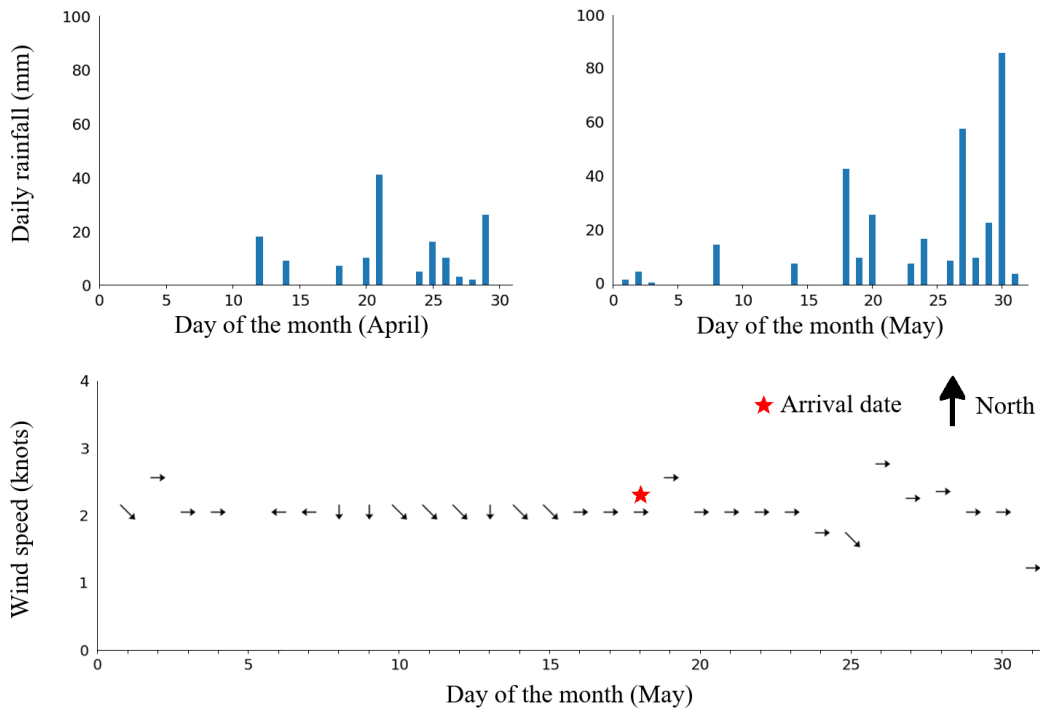 Daily rainfall (mm)
100
80
60
40
20
0
0 5 10 15 20 25 30
Day of the month (April)
100
80
60
40
20
0
0 5 10 15 20 25 30
Day of the month (May)
Arrival date
North
Wind speed (knots)
4
3
2
1
0
0 5 10 15 20 25 30
Day of the month (May)